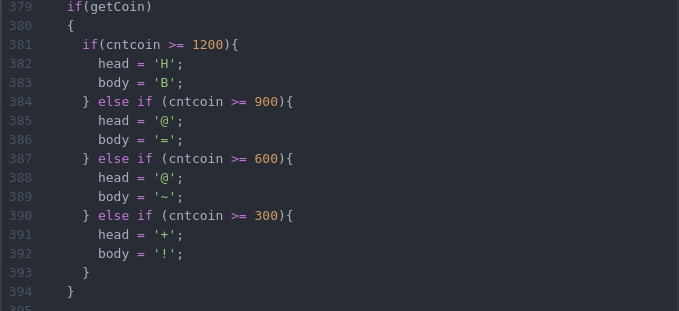 379 if(getCoin)
380 {
381 if(cntcoin >= 1200){
382 head = 'H';
383 body = 'B';
384 } else if (cntcoin >= 900){
385 head = '@';
386 body = '=';
387 } else if (cntcoin >= 600){
388 head = '@';
389 body = '~';
390 } else if (cntcoin >= 300){
391 head = '+';
392 body = '!';
393 }
394 }
395